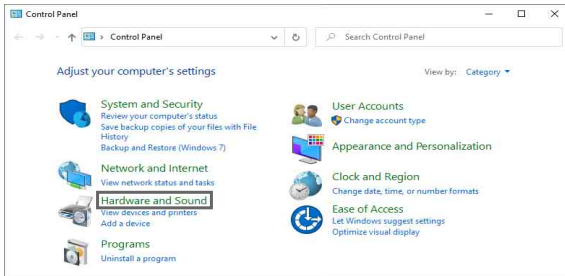 Control Panel
Control Panel
Search Control Panel
Adjust your computer's settings
View by: Category
System and Security
Review your computer's status
Save backup copies of your files with File
History
Backup and Restore (Windows 7)
Network and Internet
View network status and tasks
Hardware and Sound
View devices and printers
Add a device
Programs
Uninstall a program
User Accounts
Change account type
Appearance and Personalization
Clock and Region
Change date, time, or number formats
Ease of Access
Let Windows suggest settings
Optimize visual display